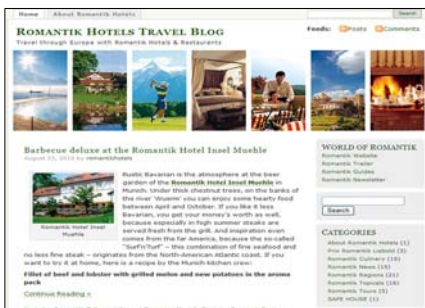 Home About Romantik Hotels Search
ROMANTIK HOTELS TRAVEL BLOG
Feeds: Posts Comments
Travel through Europe with Romantik Hotels & Restaurants
Barbecue deluxe at the Romantik Hotel Insel Muehle
August 25, 2010 by romantikhotels
Romantik Hotel Insel
Muehle
Rustic Bavarian is the atmosphere at the beer
garden of the Romantik Hotel Insel Muehle in
Munich. Under thick chestnut trees, on the banks of
the river 'Wuerm' you can enjoy some hearty food
between April and October. If you like it less
Bavarian, you get your money's worth as well,
because especially in high summer steaks are
served fresh from the grill. And inspiration even
comes from the far America, because the so-called
"Surf'n'Turf" – this combination of fine seafood and
no less fine steak – originates from the North-American Atlantic coast. If you
want to try it at home, here is a recipe by the Munich kitchen crew:
Fillet of beef and lobster with grilled melon and new potatoes in the aroma
pack
Continue Reading »
WORLD OF ROMANTIK
Romantik Website
Romantik Trailer
Romantik Guides
Romantik Newsletter
Search
CATEGORIES
About Romantik Hotels (1)
Prix Romantik Liebold (3)
Romantik Culinary (10)
Romantik News (15)
Romantik Regions (21)
Romantik Topicals (16)
Romantik Tours (5)
SAFE HOUSE (1)